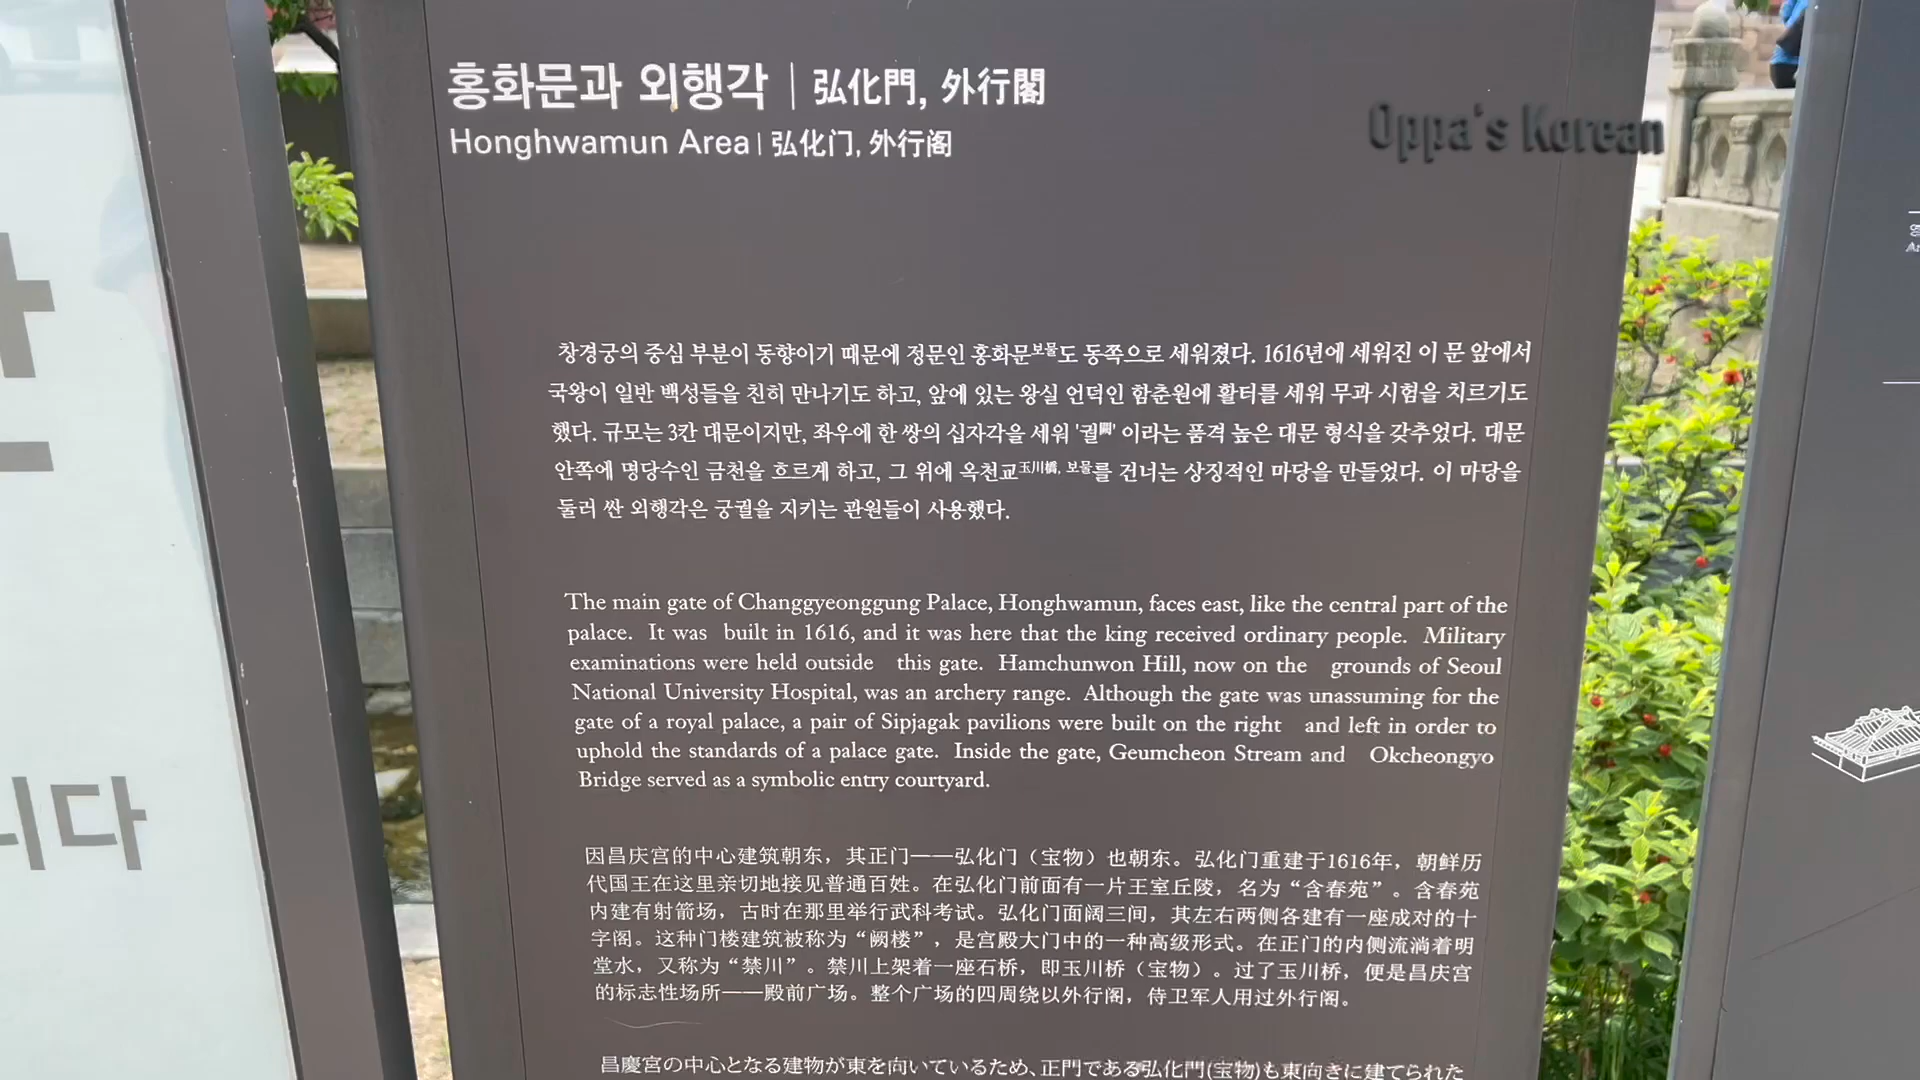 홍화문과 외행각 | 弘化門, 外行閣
Honghwamun Area | 弘化门, 外行阁
Oppa's Korean
창경궁의 중심 부분이 동향이기 때문에 정문인 홍화문보물도 동쪽으로 세워졌다. 1616년에 세워진 이 문 앞에서
국왕이 일반 백성들을 친히 만나기도 하고, 앞에 있는 왕실 언덕인 함춘원에 활터를 세워 무과 시험을 치르기도
했다. 규모는 3칸 대문이지만, 좌우에 한 쌍의 십자각을 세워 '궐闕' 이라는 품격 높은 대문 형식을 갖추었다. 대문
안쪽에 명당수인 금천을 흐르게 하고, 그 위에 옥천교玉川橋, 보물를 건너는 상징적인 마당을 만들었다. 이 마당을
둘러 싼 외행각은 궁궐을 지키는 관원들이 사용했다.
The main gate of Changgyeonggung Palace, Honghwamun, faces east, like the central part of the
palace. It was built in 1616, and it was here that the king received ordinary people. Military
examinations were held outside this gate. Hamchunwon Hill, now on the grounds of Seoul
National University Hospital, was an archery range. Although the gate was unassuming for the
gate of a royal palace, a pair of Sipjagak pavilions were built on the right and left in order to
uphold the standards of a palace gate. Inside the gate, Geumcheon Stream and Okcheongyo
Bridge served as a symbolic entry courtyard.
因昌庆宫的中心建筑朝东，其正门——弘化门（宝物）也朝东。弘化门重建于1616年，朝鲜历
代国王在这里亲切地接见普通百姓。在弘化门前面有一片王室丘陵，名为“含春苑”。含春苑
内建有射箭场，古时在那里举行武科考试。弘化门面阔三间，其左右两侧各建有一座成对的十
字阁。这种门楼建筑被称为“阙楼”，是宫殿大门中的一种高级形式。在正门的内侧流淌着明
堂水，又称为“禁川”。禁川上架着一座石桥，即玉川桥（宝物）。过了玉川桥，便是昌庆宫
的标志性场所——殿前广场。整个广场的四周绕以外行阁，侍卫军人用过外行阁。
昌慶宮の中心となる建物が東を向いているため、正門である弘化門(宝物)も東向きに建てられた
니다